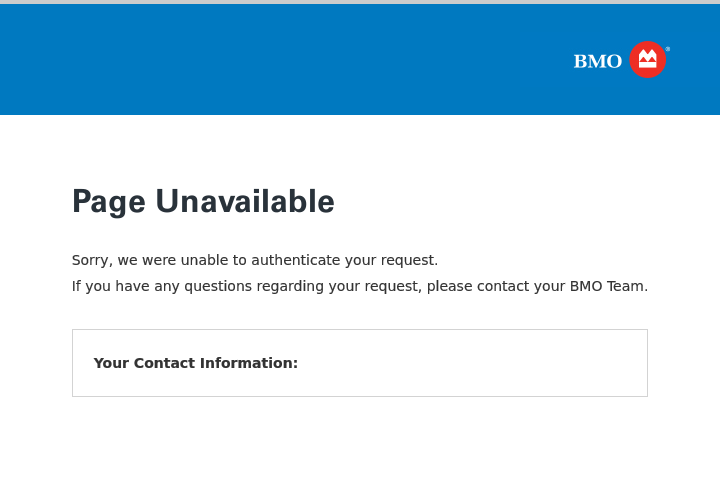 BMO ®
Page Unavailable
Sorry, we were unable to authenticate your request.
If you have any questions regarding your request, please contact your BMO Team.
Your Contact Information: